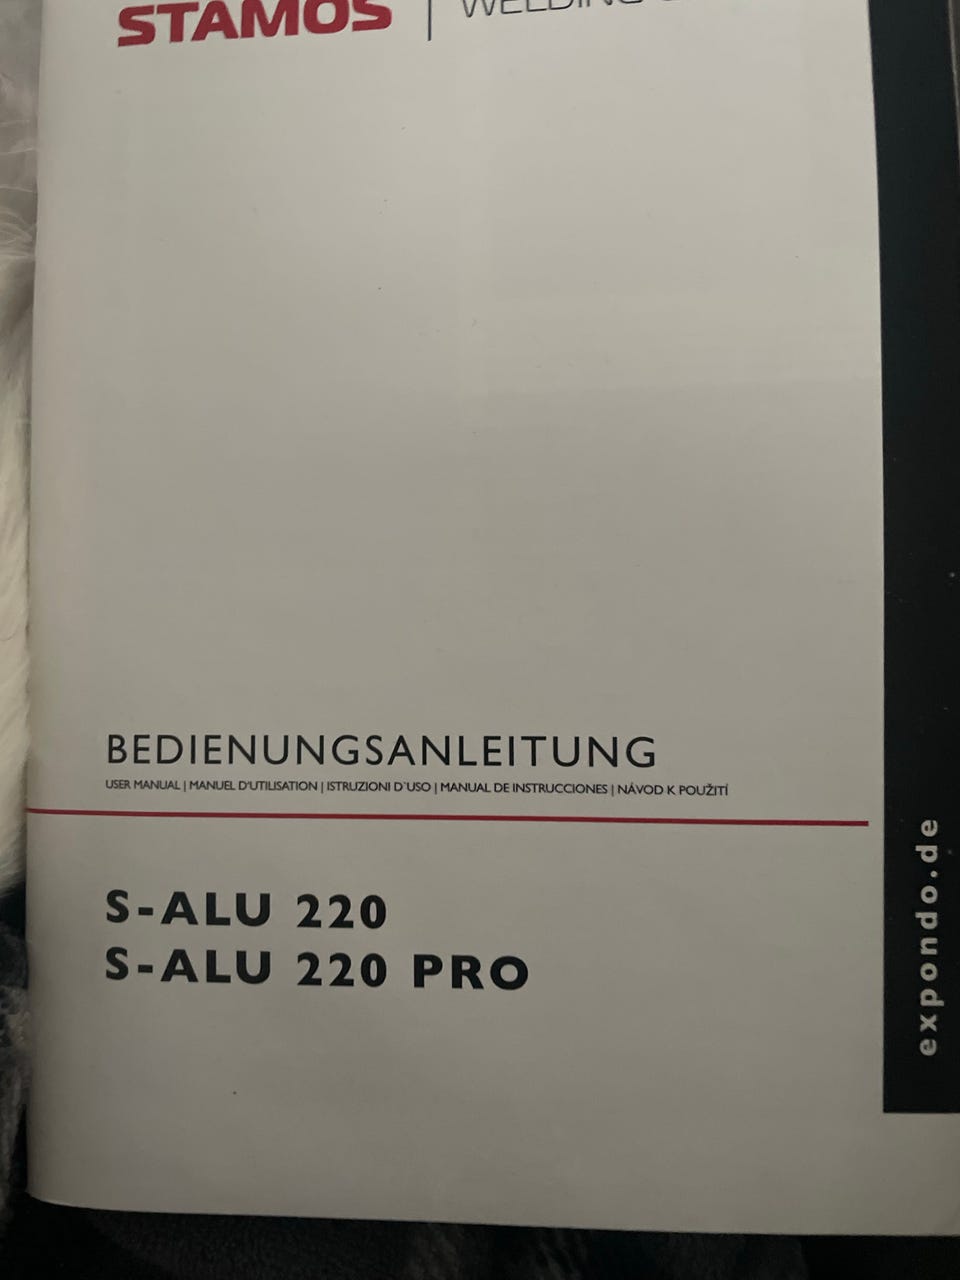 STAMOS | WELDING
BEDIENUNGSANLEITUNG
USER MANUAL | MANUEL D'UTILISATION | ISTRUZIONI D`USO | MANUAL DE INSTRUCCIONES | NÁVOD K POUŽITÍ
S-ALU 220
S-ALU 220 PRO
expondo.de